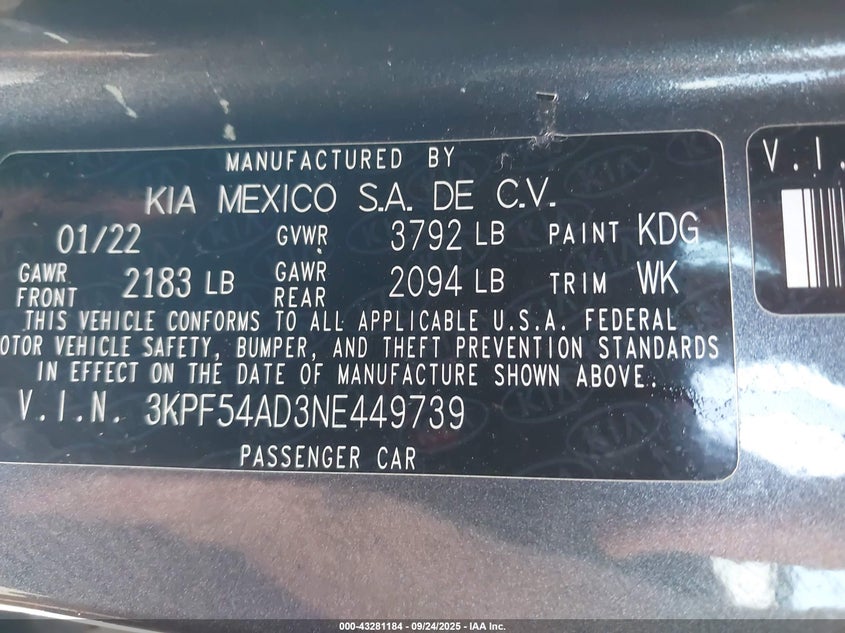 MANUFACTURED BY
KIA MEXICO S.A. DE C.V.
01/22 GVWR 3792 LB PAINT KDG
GAWR FRONT 2183 LB GAWR REAR 2094 LB TRIM WK
THIS VEHICLE CONFORMS TO ALL APPLICABLE U.S.A. FEDERAL
OTOR VEHICLE SAFETY, BUMPER, AND THEFT PREVENTION STANDARDS
IN EFFECT ON THE DATE OF MANUFACTURE SHOWN ABOVE.
V.I.N. 3KPF54AD3NE449739
PASSENGER CAR
V.I.
000-43281184 - 09/24/2025 - IAA Inc.